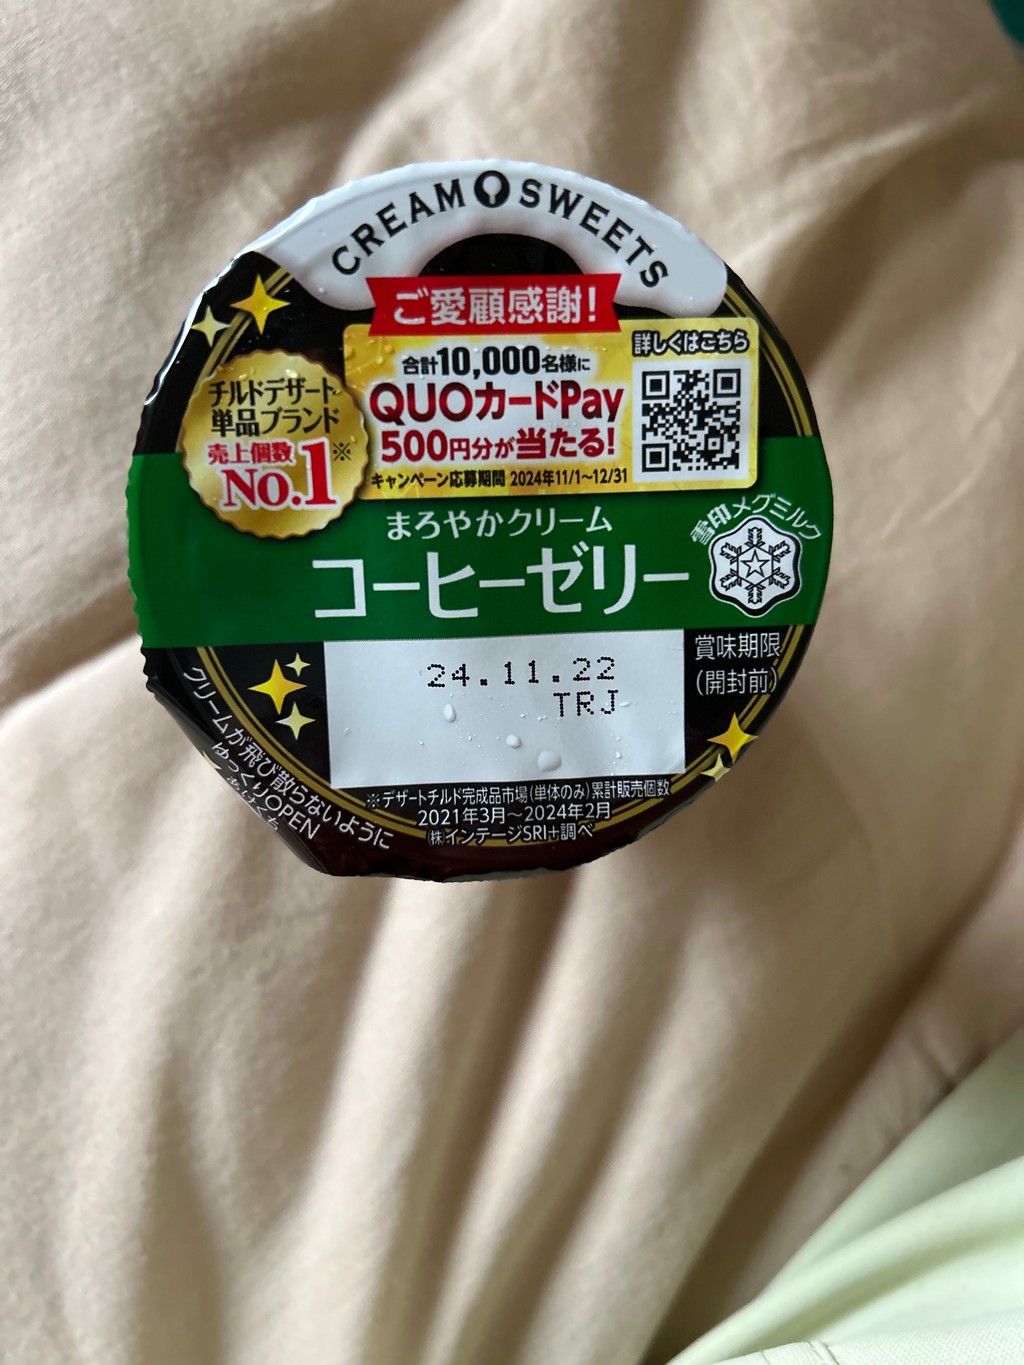 CREAM SWEETS
ご愛顧感謝!
詳しくはこちら
合計10,000名様に
QUOカードPay
500円分が当たる!
キャンペーン応募期間 2024年11/1〜12/31
チルドデザート
単品ブランド
売上個数
No.1※
まろやかクリーム
コーヒーゼリー
雪印メグミルク
賞味期限
(開封前)
24.11.22
TRJ
※デザートチルド完成品市場(単体のみ)累計販売個数
2021年3月〜2024年2月
(株)インテージSRI+調べ
クリームが飛び散らないように
ゆっくりOPEN